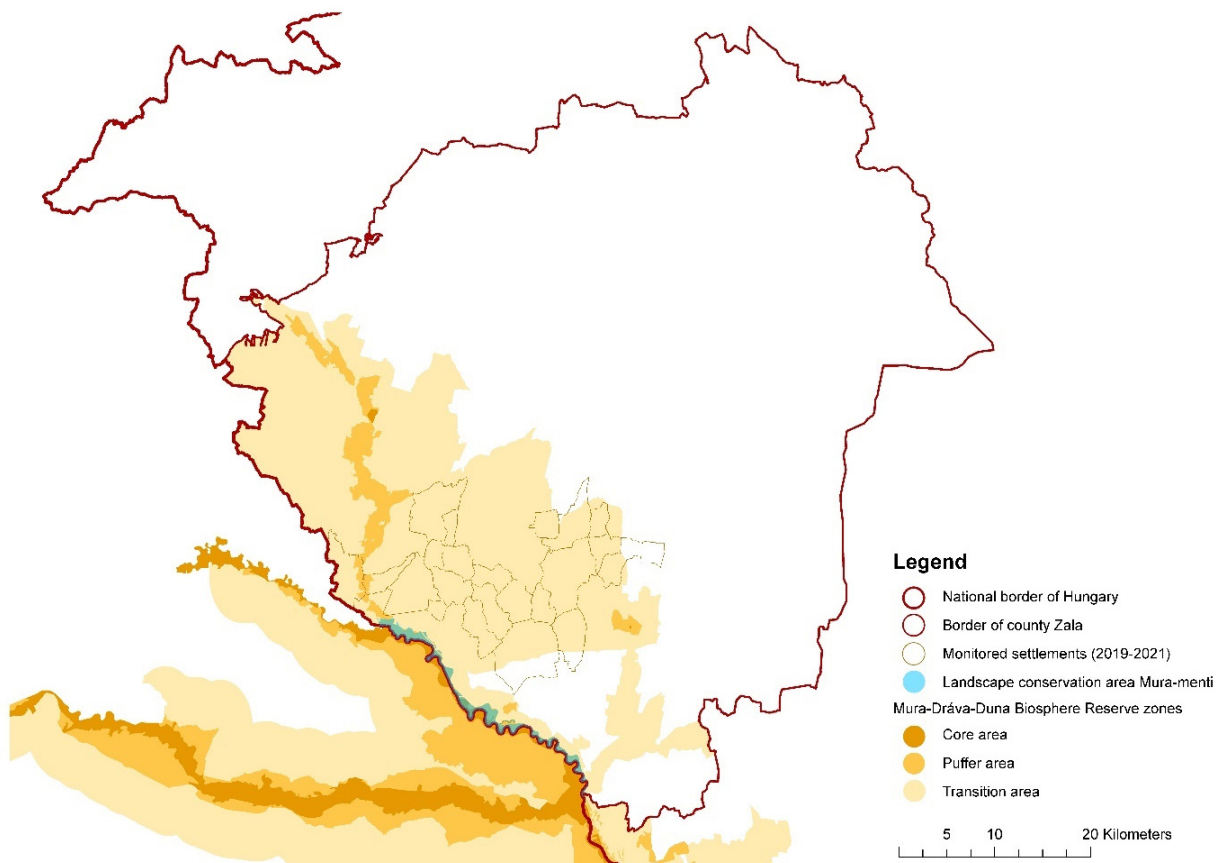 Legend
National border of Hungary
Border of county Zala
Monitored settlements (2019-2021)
Landscape conservation area Mura-menti
Mura-Dráva-Duna Biosphere Reserve zones
Core area
Puffer area
Transition area
5 10 20 Kilometers